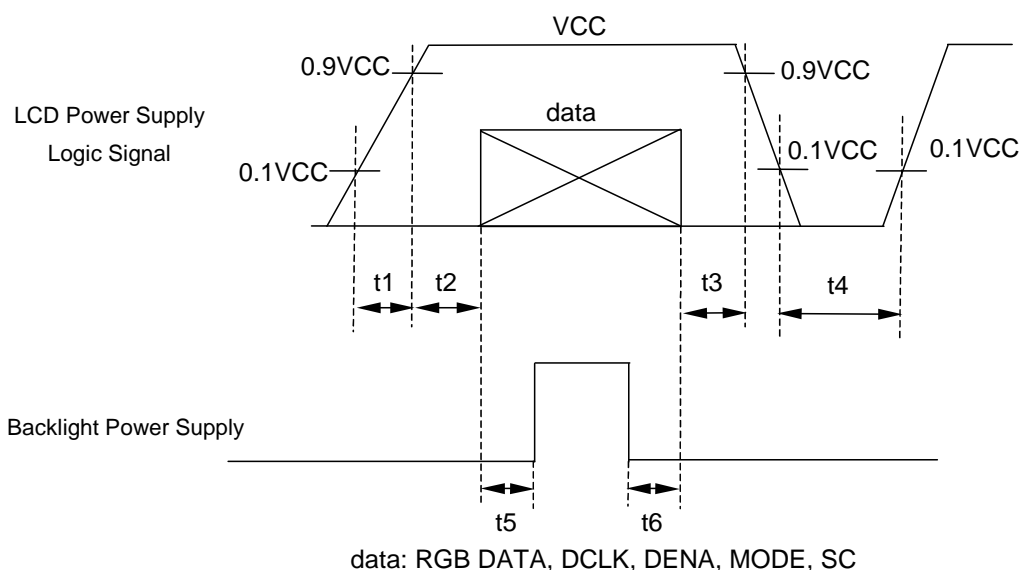 VCC
0.9VCC
0.9VCC
LCD Power Supply
Logic Signal
data
0.1VCC
0.1VCC
0.1VCC
t1
t2
t3
t4
Backlight Power Supply
t5
t6
data: RGB DATA, DCLK, DENA, MODE, SC